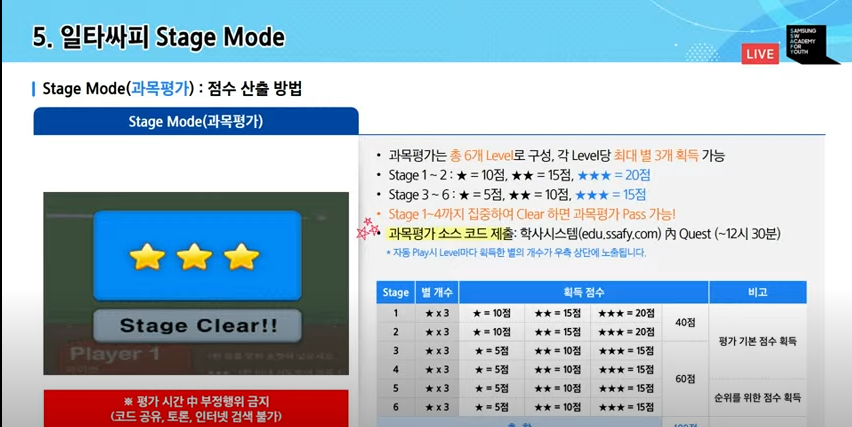 5. 일타싸피 Stage Mode
LIVE
SAMSUNG
SW
ACADEMY
FOR
YOUTH
Stage Mode(과목평가) : 점수 산출 방법
Stage Mode(과목평가)
★ ★ ★
Stage Clear!!
Player 1
※ 평가 시간 中 부정행위 금지
(코드 공유, 토론, 인터넷 검색 불가)
• 과목평가는 총 6개 Level로 구성, 각 Level당 최대 별 3개 획득 가능
• Stage 1 ~ 2 : ★ = 10점, ★★ = 15점, ★★★ = 20점
• Stage 3 ~ 6 : ★ = 5점, ★★ = 10점, ★★★ = 15점
• Stage 1~4까지 집중하여 Clear 하면 과목평가 Pass 가능!
• 과목평가 소스 코드 제출: 학사시스템(edu.ssafy.com) 內 Quest (~12시 30분)
* 자동 Play시 Level마다 획득한 별의 개수가 우측 상단에 노출됩니다.
Stage 별 개수 획득 점수 비고
1 ★ x 3 ★ = 10점 ★★ = 15점 ★★★ = 20점 40점 평가 기본 점수 획득
2 ★ x 3 ★ = 10점 ★★ = 15점 ★★★ = 20점
3 ★ x 3 ★ = 5점 ★★ = 10점 ★★★ = 15점 60점
4 ★ x 3 ★ = 5점 ★★ = 10점 ★★★ = 15점
5 ★ x 3 ★ = 5점 ★★ = 10점 ★★★ = 15점 순위를 위한 점수 획득
6 ★ x 3 ★ = 5점 ★★ = 10점 ★★★ = 15점